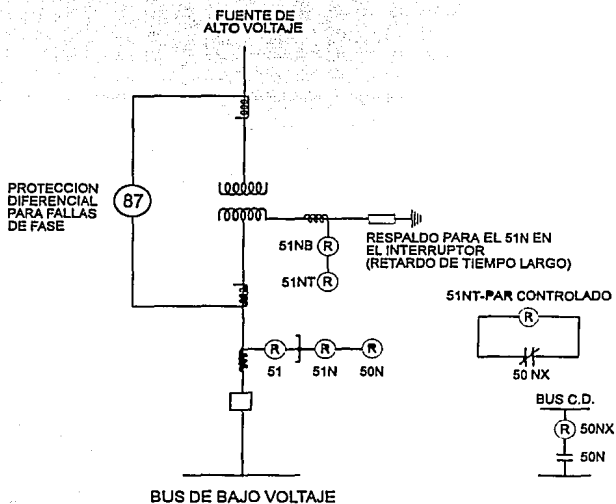 FUENTE DE
ALTO VOLTAJE
PROTECCION
DIFERENCIAL
PARA FALLAS
DE FASE
87
51NB R
51NT R
RESPALDO PARA EL 51N EN
EL INTERRUPTOR
(RETARDO DE TIEMPO LARGO)
51NT-PAR CONTROLADO
R
50 NX
R R R
51 51N 50N
BUS C.D.
R 50NX
50N
BUS DE BAJO VOLTAJE